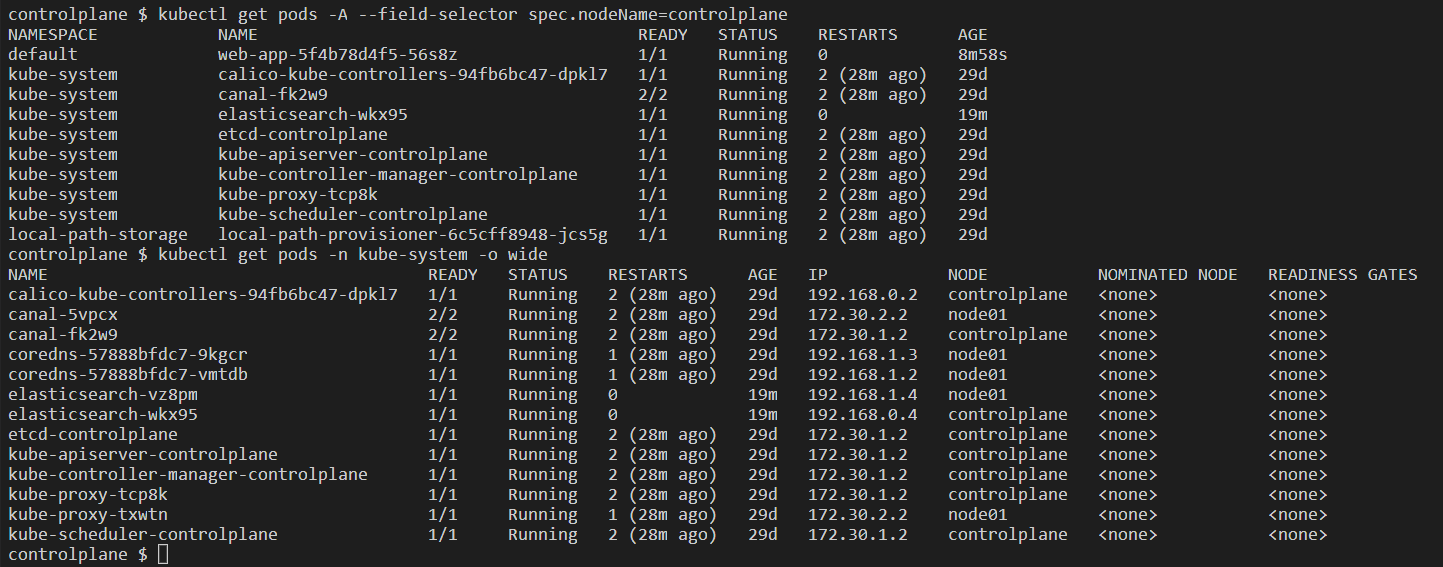 controlplane $ kubectl get pods -A --field-selector spec.nodeName=controlplane
NAMESPACE            NAME                                      READY   STATUS    RESTARTS      AGE
default              web-app-5f4b78d4f5-56s8z                  1/1     Running   0             8m58s
kube-system          calico-kube-controllers-94fb6bc47-dpkl7   1/1     Running   2 (28m ago)   29d
kube-system          canal-fk2w9                               2/2     Running   2 (28m ago)   29d
kube-system          elasticsearch-wkx95                       1/1     Running   0             19m
kube-system          etcd-controlplane                         1/1     Running   2 (28m ago)   29d
kube-system          kube-apiserver-controlplane               1/1     Running   2 (28m ago)   29d
kube-system          kube-controller-manager-controlplane      1/1     Running   2 (28m ago)   29d
kube-system          kube-proxy-tcp8k                          1/1     Running   2 (28m ago)   29d
kube-system          kube-scheduler-controlplane               1/1     Running   2 (28m ago)   29d
local-path-storage   local-path-provisioner-6c5cff8948-jcs5g   1/1     Running   2 (28m ago)   29d
controlplane $ kubectl get pods -n kube-system -o wide
NAME                                      READY   STATUS    RESTARTS      AGE   IP            NODE           NOMINATED NODE   READINESS GATES
calico-kube-controllers-94fb6bc47-dpkl7   1/1     Running   2 (28m ago)   29d   192.168.0.2   controlplane   <none>           <none>
canal-5vpcx                               2/2     Running   2 (28m ago)   29d   172.30.2.2    node01         <none>           <none>
canal-fk2w9                               2/2     Running   2 (28m ago)   29d   172.30.1.2    controlplane   <none>           <none>
coredns-57888bfdc7-9kgcr                  1/1     Running   1 (28m ago)   29d   192.168.1.3   node01         <none>           <none>
coredns-57888bfdc7-vmtdb                  1/1     Running   1 (28m ago)   29d   192.168.1.2   node01         <none>           <none>
elasticsearch-vz8pm                       1/1     Running   0             19m   192.168.1.4   node01         <none>           <none>
elasticsearch-wkx95                       1/1     Running   0             19m   192.168.0.4   controlplane   <none>           <none>
etcd-controlplane                         1/1     Running   2 (28m ago)   29d   172.30.1.2    controlplane   <none>           <none>
kube-apiserver-controlplane               1/1     Running   2 (28m ago)   29d   172.30.1.2    controlplane   <none>           <none>
kube-controller-manager-controlplane      1/1     Running   2 (28m ago)   29d   172.30.1.2    controlplane   <none>           <none>
kube-proxy-tcp8k                          1/1     Running   2 (28m ago)   29d   172.30.1.2    controlplane   <none>           <none>
kube-proxy-txwtn                          1/1     Running   1 (28m ago)   29d   172.30.2.2    node01         <none>           <none>
kube-scheduler-controlplane               1/1     Running   2 (28m ago)   29d   172.30.1.2    controlplane   <none>           <none>
controlplane $